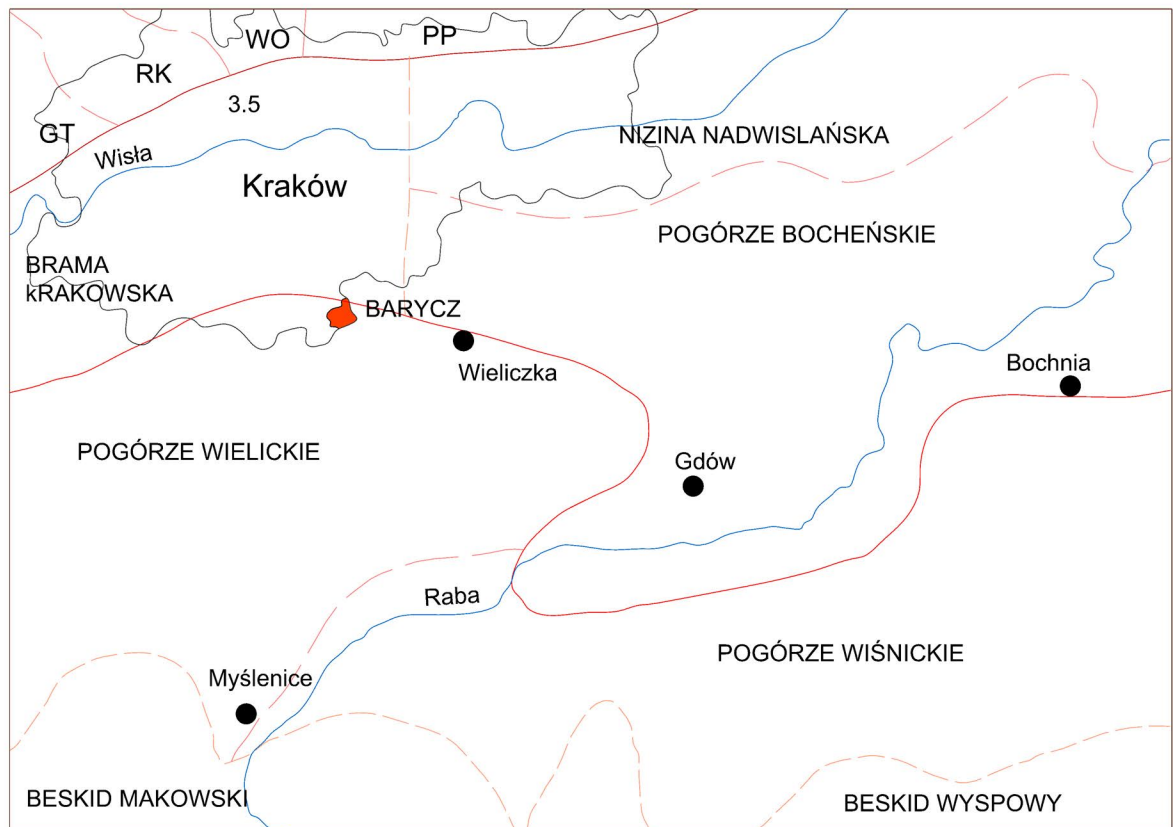 WO
PP
RK
3.5
GT
Wisła
NIZINA NADWISLAŃSKA
Kraków
POGÓRZE BOCHEŃSKIE
BRAMA
kRAKOWSKA
BARYCZ
Wieliczka
Bochnia
POGÓRZE WIELICKIE
Gdów
Raba
POGÓRZE WIŚNICKIE
Myślenice
BESKID MAKOWSKI
BESKID WYSPOWY